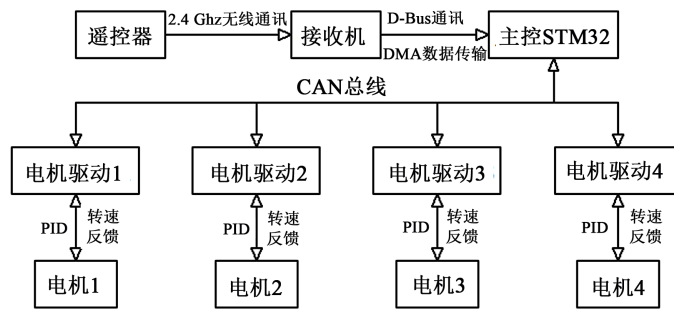 遥控器
2.4 Ghz无线通讯
接收机
D-Bus通讯
DMA数据传输
主控STM32
CAN总线
电机驱动1
电机驱动2
电机驱动3
电机驱动4
PID
转速
反馈
PID
转速
反馈
PID
转速
反馈
PID
转速
反馈
电机1
电机2
电机3
电机4